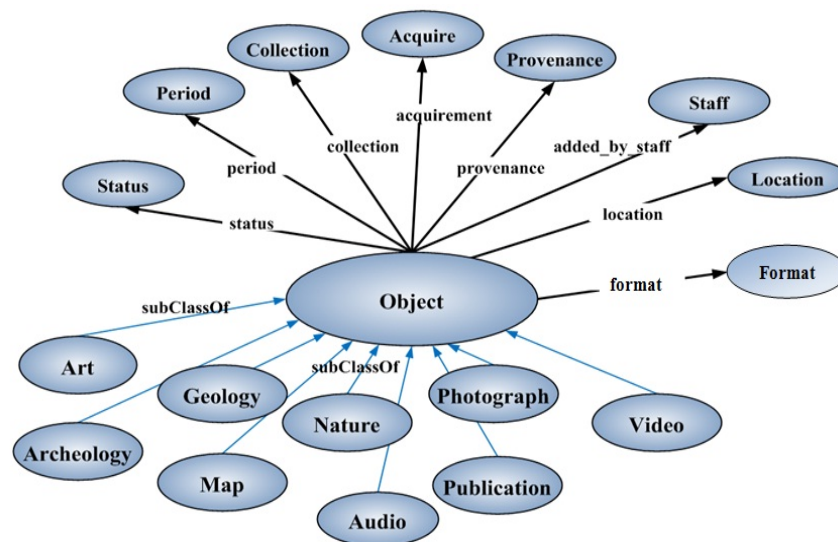 Acquire
Collection
Provenance
Period
Staff
acquirement
collection
added_by_staff
period
provenance
Status
Location
status
location
Format
format
Object
subClassOf
subClassOf
Art
Geology
Photograph
Nature
Video
Archeology
Map
Publication
Audio